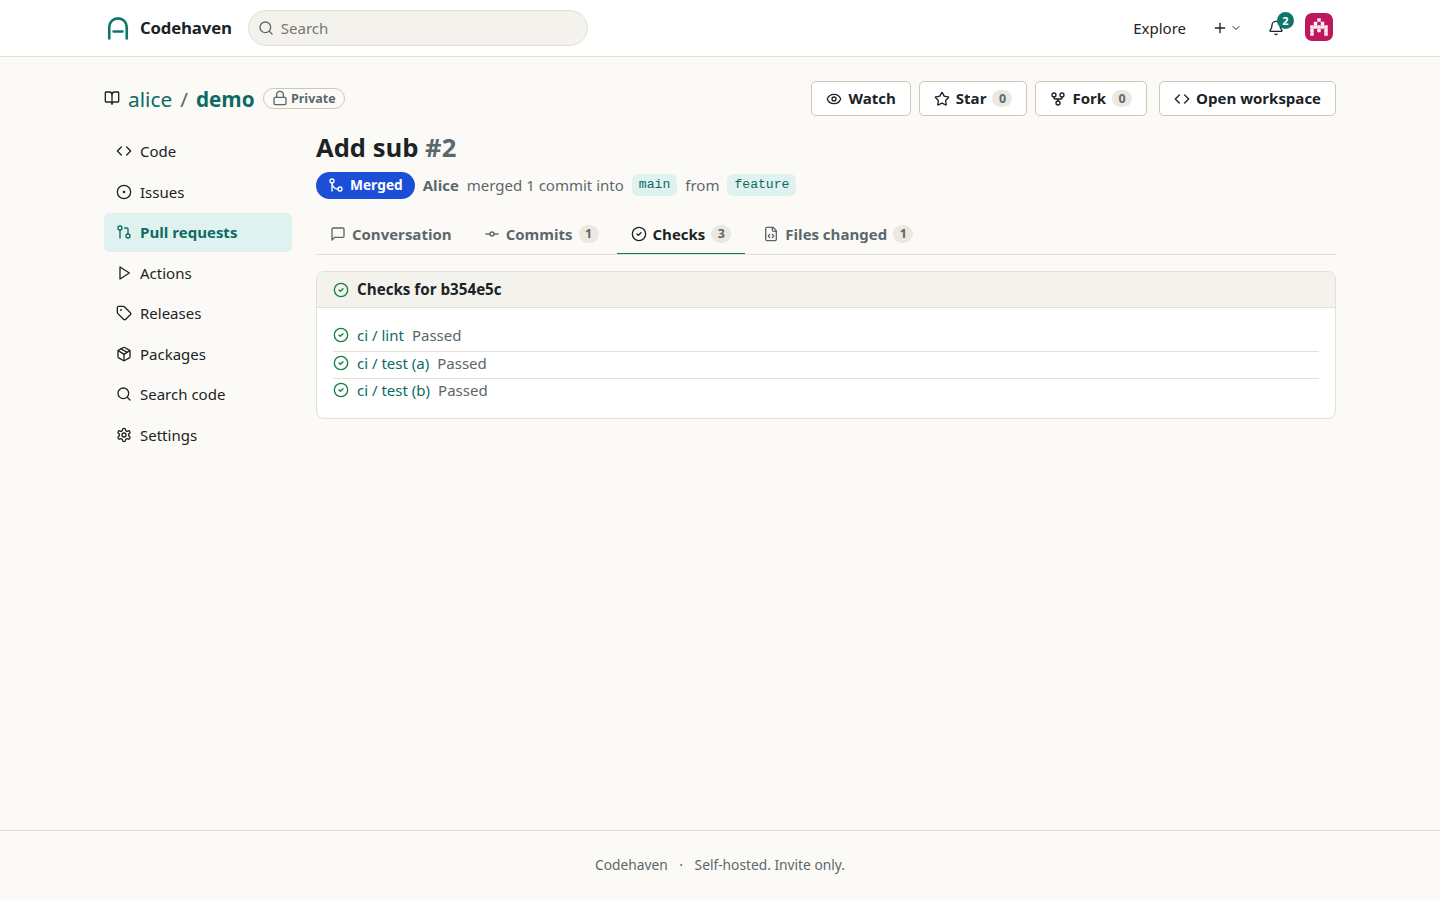 Codehaven
Search
Explore
2
alice / demo
Private
Watch
Star 0
Fork 0
Open workspace
Code
Issues
Pull requests
Actions
Releases
Packages
Search code
Settings
Add sub #2
Merged Alice merged 1 commit into main from feature
Conversation
Commits 1
Checks 3
Files changed 1
Checks for b354e5c
ci / lint Passed
ci / test (a) Passed
ci / test (b) Passed
Codehaven · Self-hosted. Invite only.